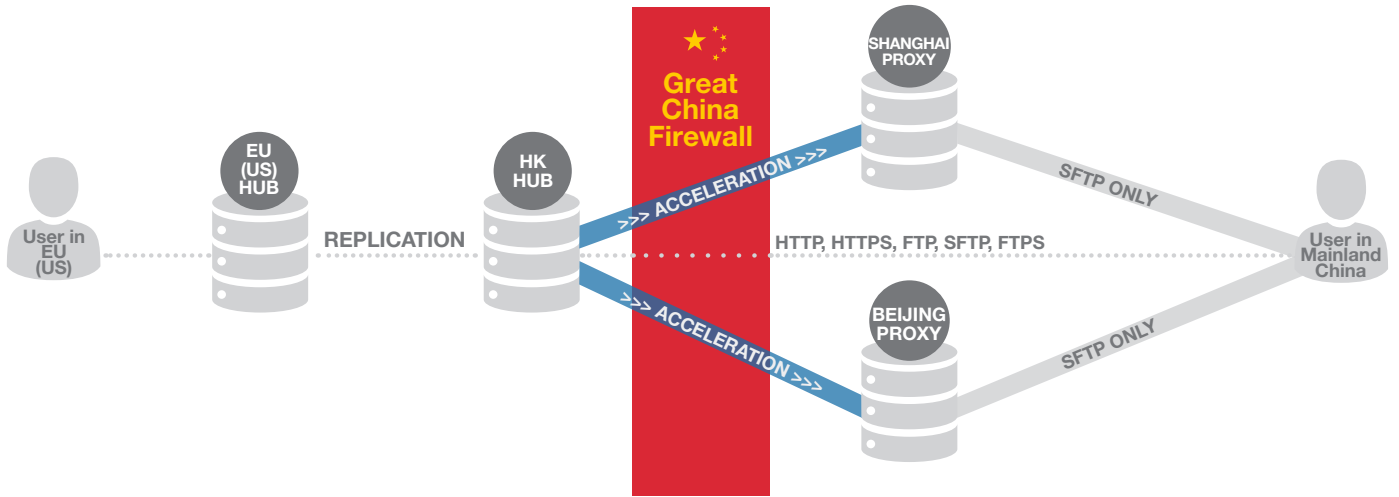 User in
EU
(US)
EU
(US)
HUB
REPLICATION
HK
HUB
Great
China
Firewall
>>> ACCELERATION >>>
>>> ACCELERATION >>>
SHANGHAI
PROXY
HTTP, HTTPS, FTP, SFTP, FTPS
BEIJING
PROXY
SFTP ONLY
SFTP ONLY
User in
Mainland
China